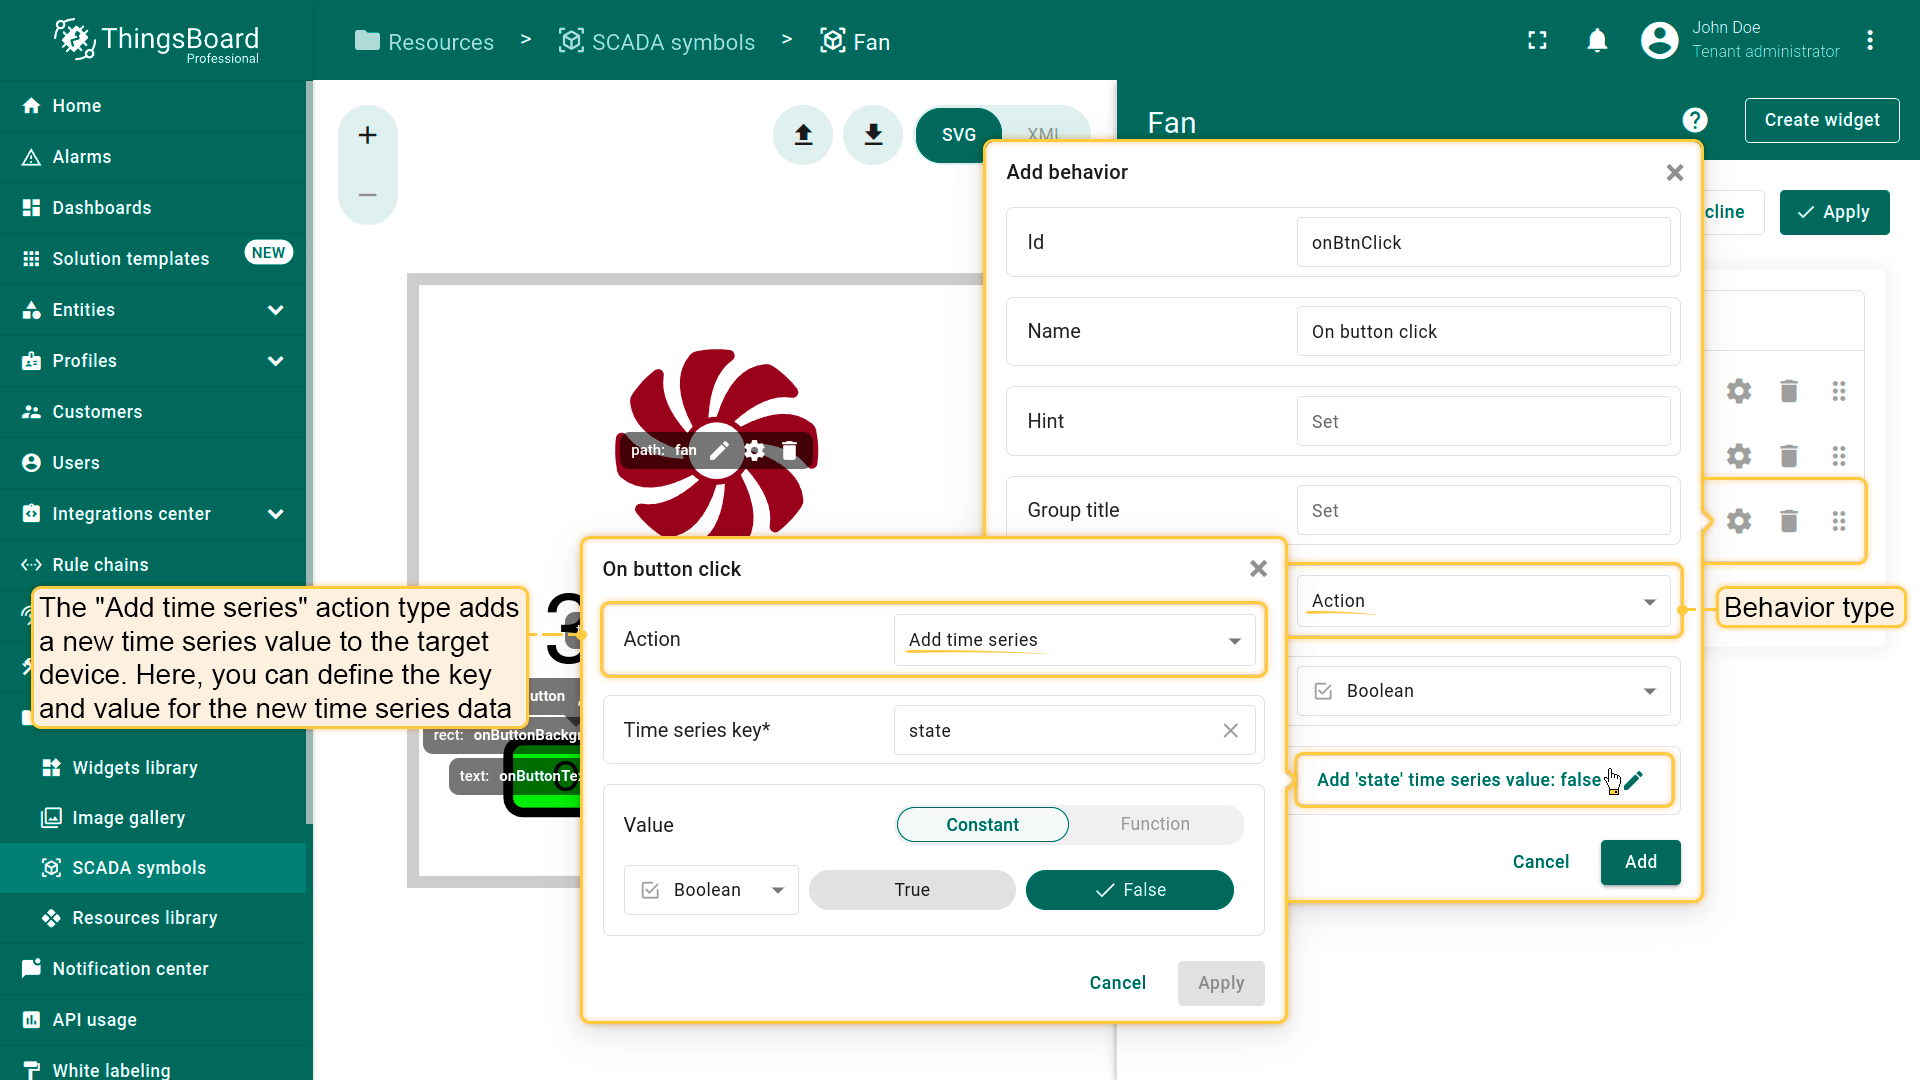 ThingsBoard
Professional
Resources > SCADA symbols > Fan
John Doe
Tenant administrator
Home
Alarms
Dashboards
Solution templates NEW
Entities
Profiles
Customers
Users
Integrations center
Rule chains
Widgets library
Image gallery
SCADA symbols
Resources library
Notification center
API usage
White labeling
SVG XML
Fan
Create widget
cline
Apply
path: fan
3
utton
rect: onButtonBackgr
text: onButtonTex
Add behavior
Id onBtnClick
Name On button click
Hint Set
Group title Set
Action
Boolean
Add 'state' time series value: false
Cancel Add
Behavior type
On button click
Action Add time series
Time series key* state
Value Constant Function
Boolean True False
Cancel Apply
The "Add time series" action type adds
a new time series value to the target
device. Here, you can define the key
and value for the new time series data